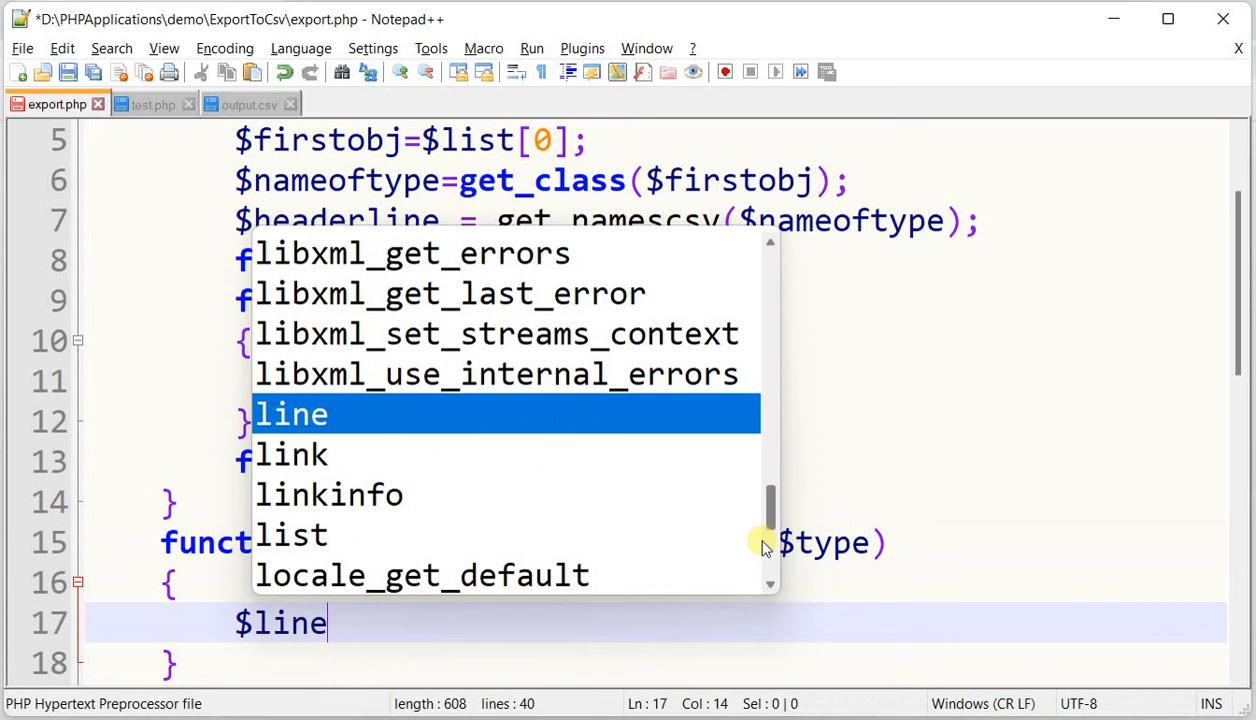 *D:\PHPApplications\demo\ExportToCsv\export.php - Notepad++
File Edit Search View Encoding Language Settings Tools Macro Run Plugins Window ? X
export.php test.php output.csv
5 $firstobj=$list[0];
6 $nameoftype=get_class($firstobj);
7 $headerline = get_namescsv($nameoftype);
8 f
9 f
10 {
11
12 }
13 f
14 }
15 funct $type)
16 {
17 $line
18 }
libxml_get_errors
libxml_get_last_error
libxml_set_streams_context
libxml_use_internal_errors
line
link
linkinfo
list
locale_get_default
PHP Hypertext Preprocessor file length : 608 lines : 40 Ln : 17 Col : 14 Sel : 0 | 0 Windows (CR LF) UTF-8 INS